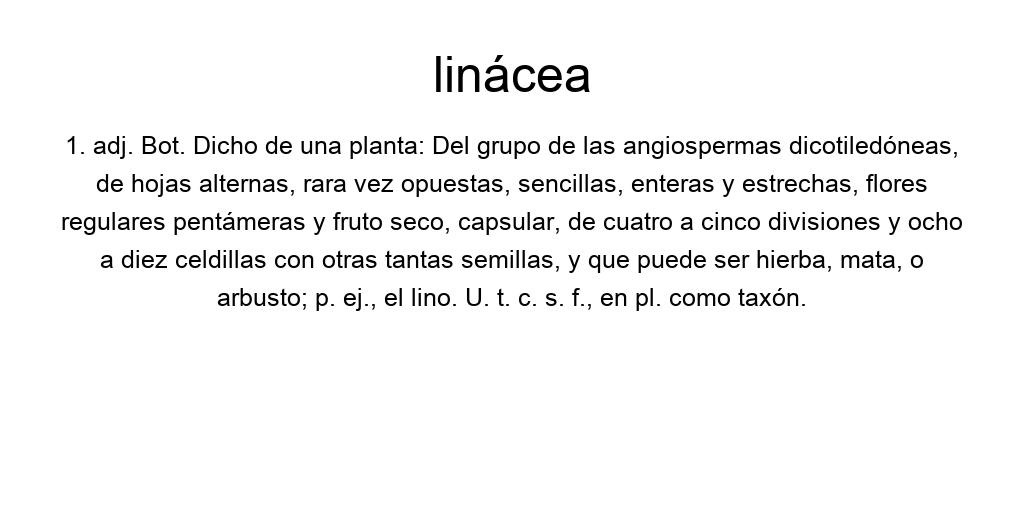 linácea
1. adj. Bot. Dicho de una planta: Del grupo de las angiospermas dicotiledóneas,
de hojas alternas, rara vez opuestas, sencillas, enteras y estrechas, flores
regulares pentámeras y fruto seco, capsular, de cuatro a cinco divisiones y ocho
a diez celdillas con otras tantas semillas, y que puede ser hierba, mata, o
arbusto; p. ej., el lino. U. t. c. s. f., en pl. como taxón.